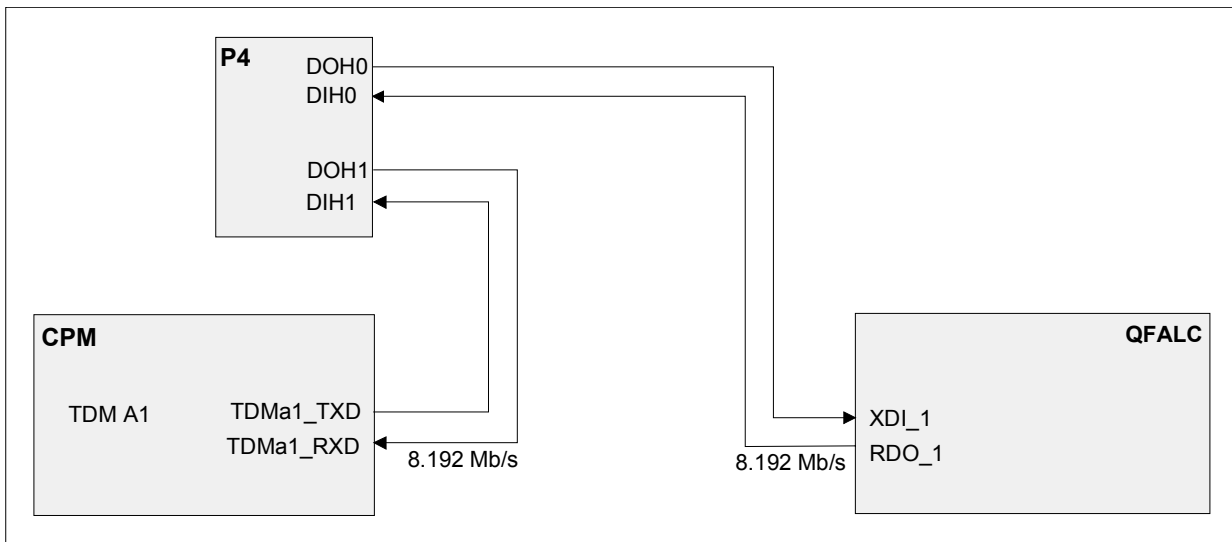 P4
DOH0
DIH0
DOH1
DIH1
CPM
TDM A1
TDMa1_TXD
TDMa1_RXD
8.192 Mb/s
QFALC
XDI_1
RDO_1
8.192 Mb/s